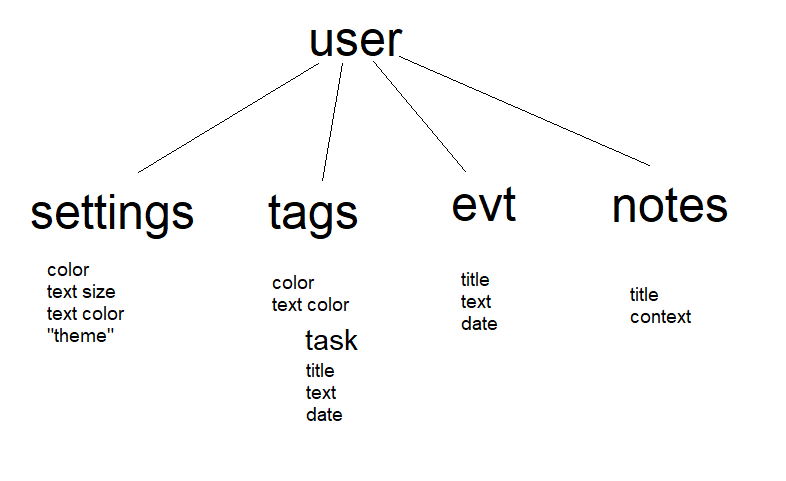 user
settings
color
text size
text color
"theme"
tags
color
text color
task
title
text
date
evt
title
text
date
notes
title
context